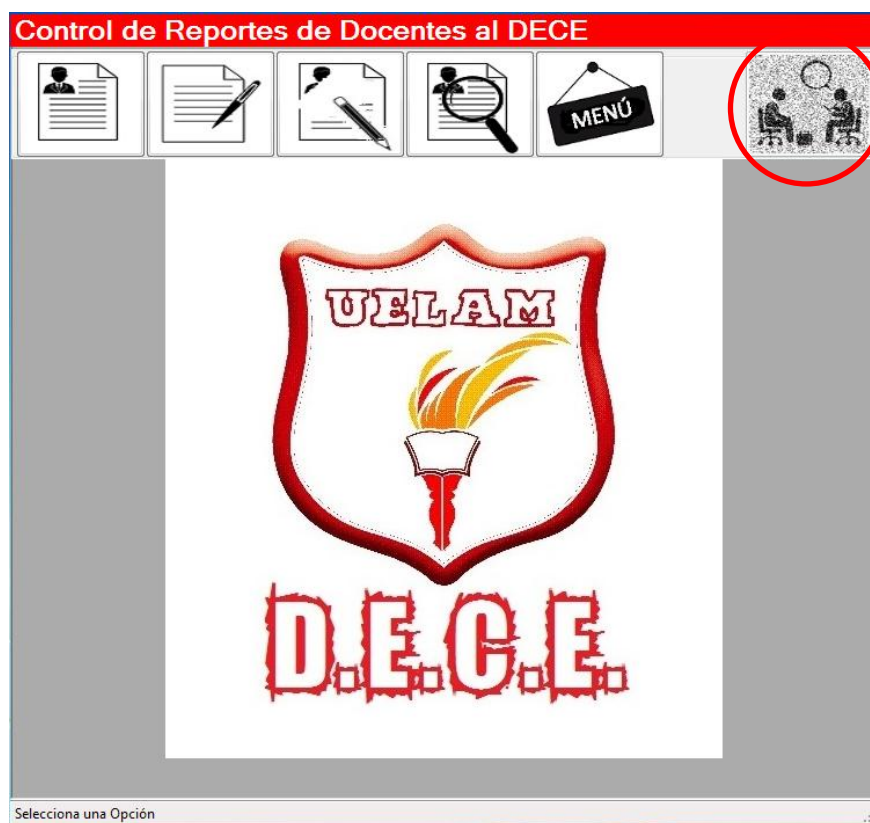 Control de Reportes de Docentes al DECE
MENÚ
UELAM
D.E.C.E.
Selecciona una Opción